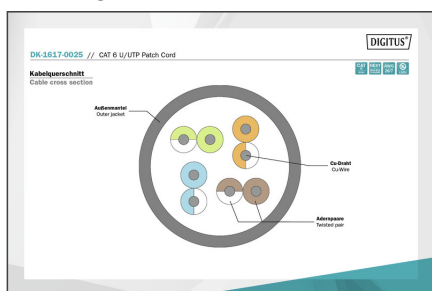 DIGITUS®
DK-1617-0025 // CAT 6 U/UTP Patch Cord
Kabelquerschnitt
Cable cross section
Außenmantel
Outer jacket
Cu-Draht
Cu-Wire
Adernpaare
Twisted pair